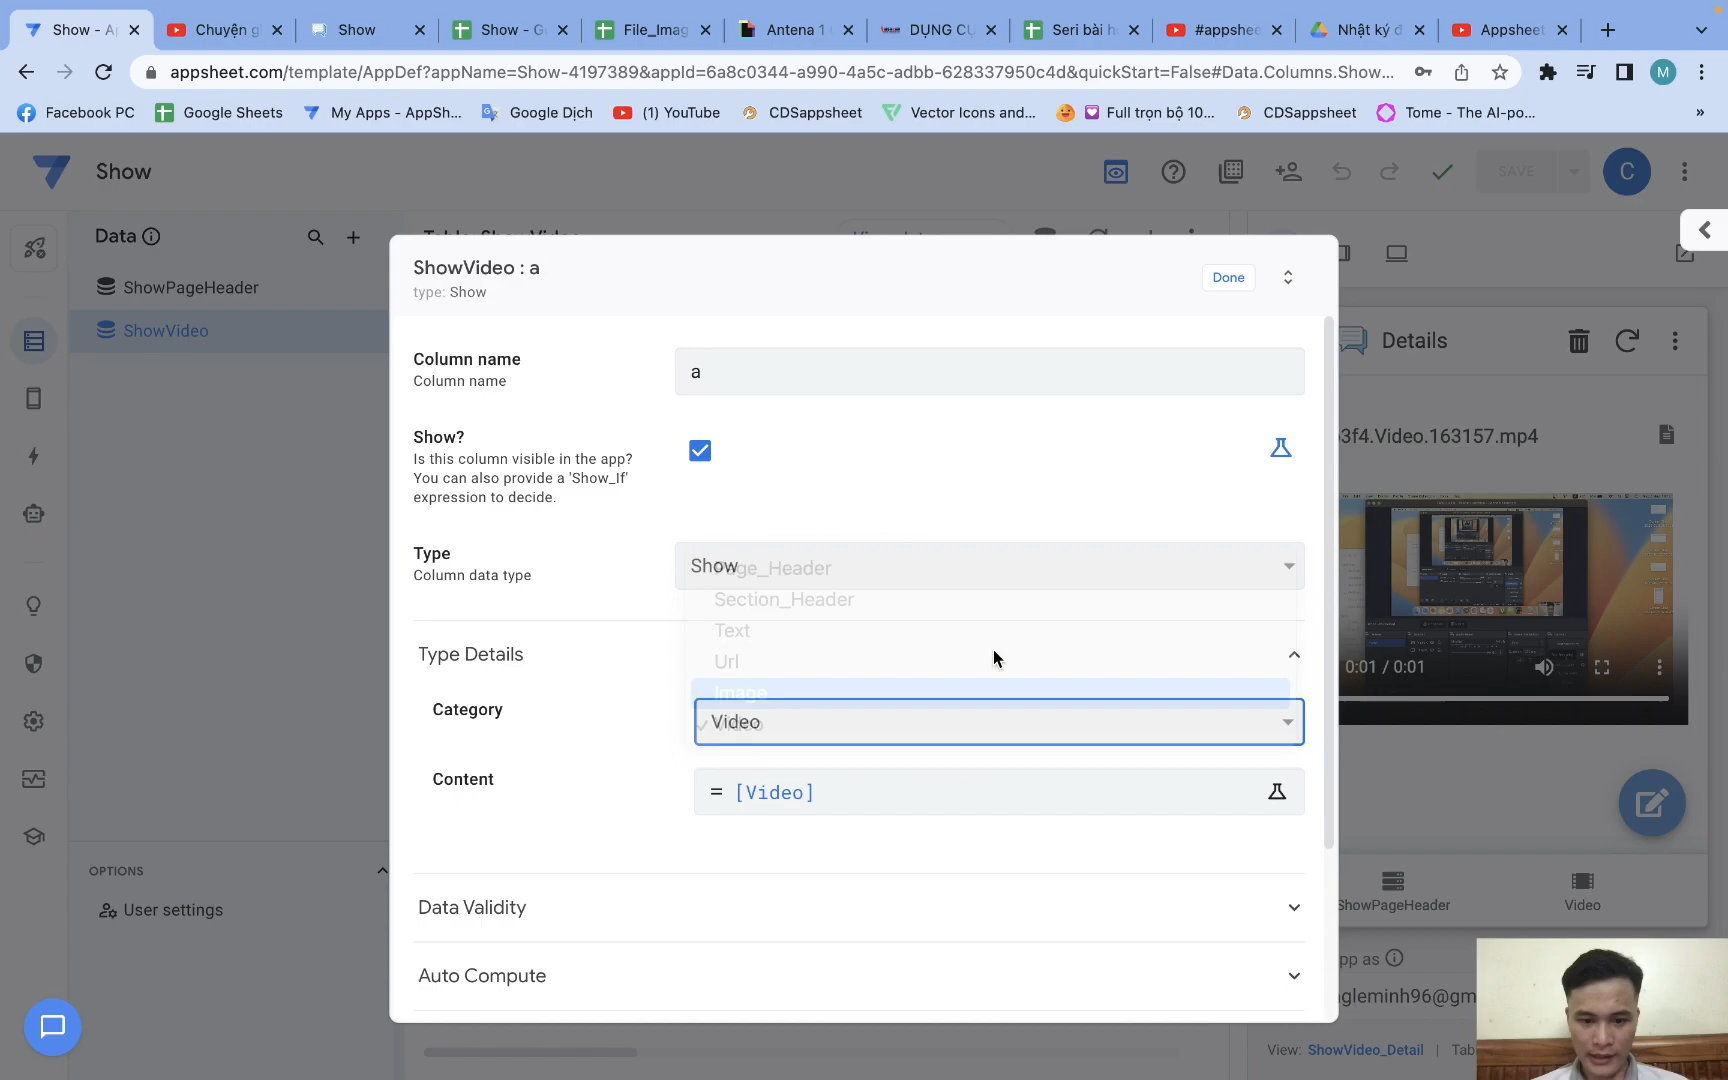 Show - A
Chuyện g
Show
Show - G
File_Imag
Antena 1
DỤNG CỤ
Seri bài h
#appshee
Nhật ký đ
Appsheet
appsheet.com/template/AppDef?appName=Show-4197389&appId=6a8c0344-a990-4a5c-adbb-628337950c4d&quickStart=False#Data.Columns.Show...
M
Facebook PC
Google Sheets
My Apps - AppSh...
Google Dịch
(1) YouTube
CDSappsheet
Vector Icons and...
Full trọn bộ 10...
CDSappsheet
Tome - The AI-po...
»
Show
SAVE
C
Data
ShowPageHeader
ShowVideo
OPTIONS
User settings
ShowVideo : a
type: Show
Done
Column name
Column name
a
Show?
Is this column visible in the app?
You can also provide a 'Show_If'
expression to decide.
Type
Column data type
Show
Page_Header
Section_Header
Text
Url
Image
Video
Type Details
Category
Video
Content
= [Video]
Data Validity
Auto Compute
Details
3f4.Video.163157.mp4
0:01 / 0:01
ShowPageHeader
Video
pp as
gleminh96@gm
View: ShowVideo_Detail | Tab